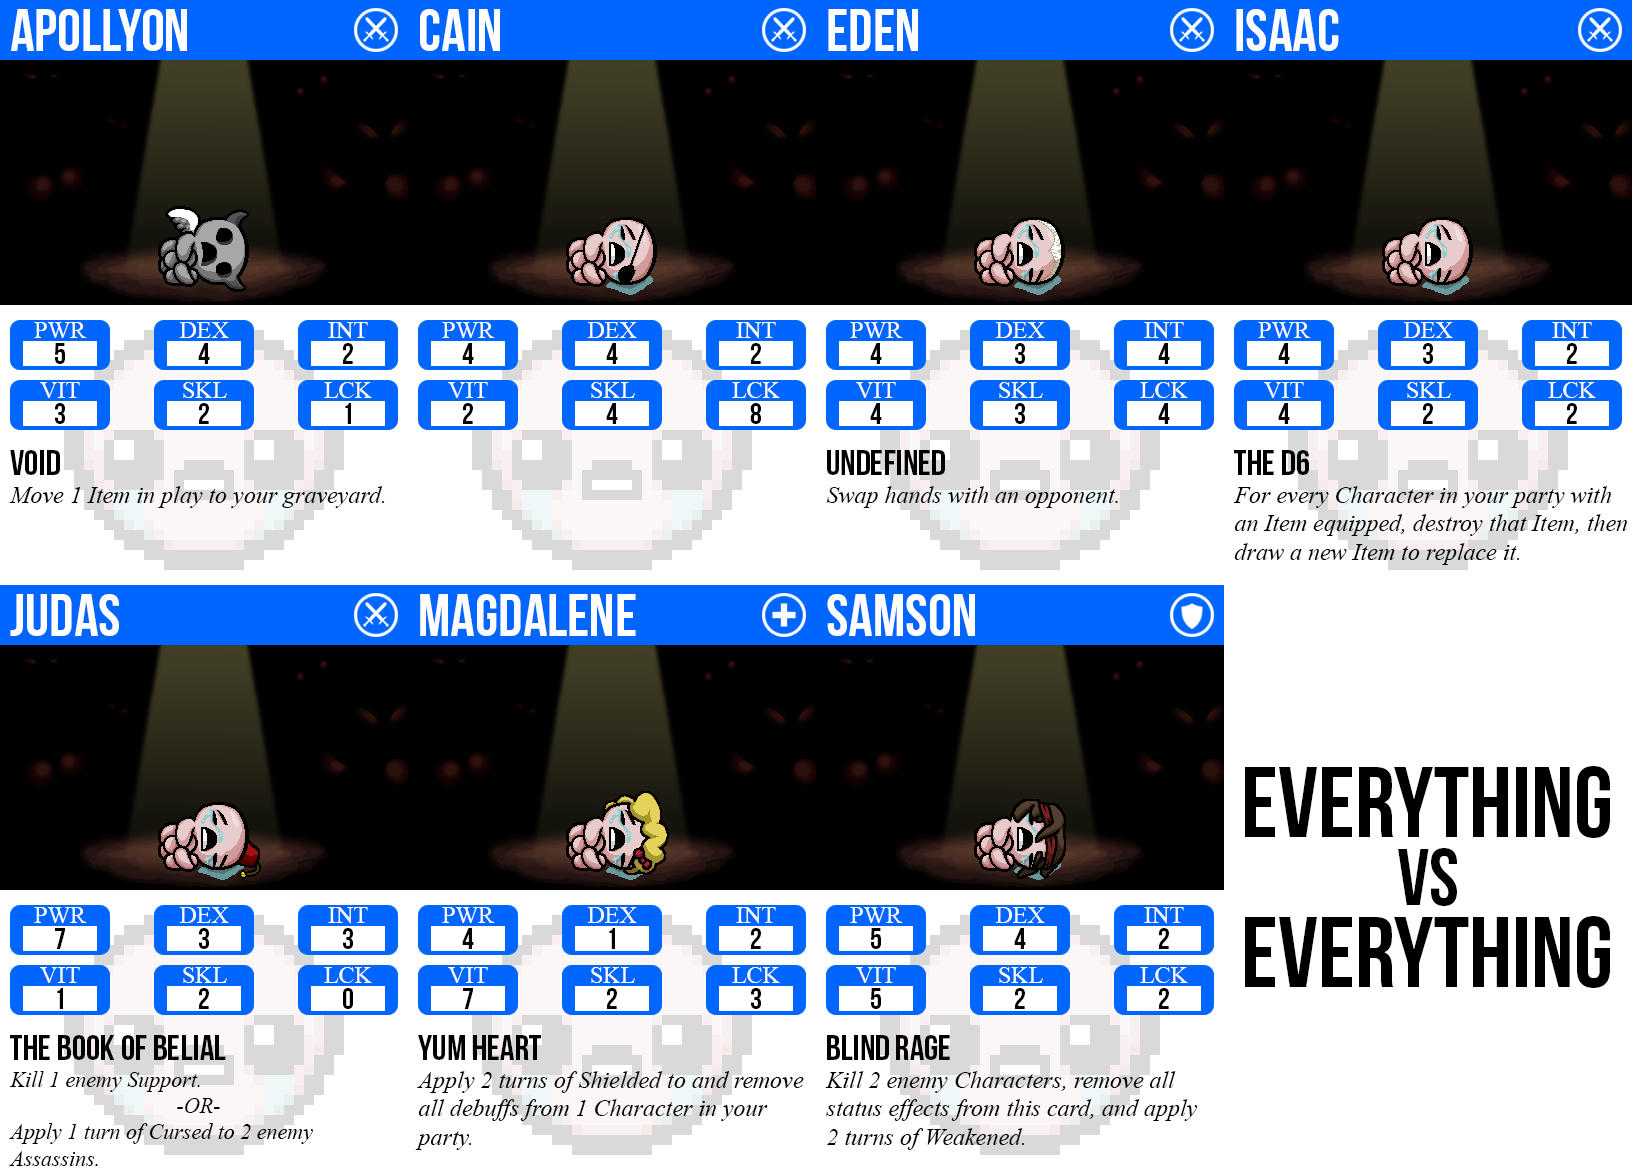 APOLLYON
PWR DEX INT
5 4 2
VIT SKL LCK
3 2 1
VOID
Move 1 Item in play to your graveyard.
CAIN
PWR DEX INT
4 4 2
VIT SKL LCK
2 4 8
EDEN
PWR DEX INT
4 3 4
VIT SKL LCK
4 3 4
UNDEFINED
Swap hands with an opponent.
ISAAC
PWR DEX INT
4 3 2
VIT SKL LCK
4 2 2
THE D6
For every Character in your party with
an Item equipped, destroy that Item, then
draw a new Item to replace it.
JUDAS
PWR DEX INT
7 3 3
VIT SKL LCK
1 2 0
THE BOOK OF BELIAL
Kill 1 enemy Support.
-OR-
Apply 1 turn of Cursed to 2 enemy
Assassins.
MAGDALENE
PWR DEX INT
4 1 2
VIT SKL LCK
7 2 3
YUM HEART
Apply 2 turns of Shielded to and remove
all debuffs from 1 Character in your
party.
SAMSON
PWR DEX INT
5 4 2
VIT SKL LCK
5 2 2
BLIND RAGE
Kill 2 enemy Characters, remove all
status effects from this card, and apply
2 turns of Weakened.
EVERYTHING
VS
EVERYTHING